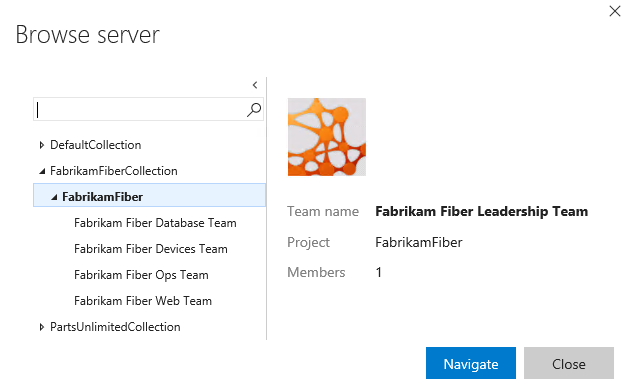 Browse server
DefaultCollection
FabrikamFiberCollection
FabrikamFiber
Fabrikam Fiber Database Team
Fabrikam Fiber Devices Team
Fabrikam Fiber Ops Team
Fabrikam Fiber Web Team
PartsUnlimitedCollection
Team name Fabrikam Fiber Leadership Team
Project FabrikamFiber
Members 1
Navigate Close